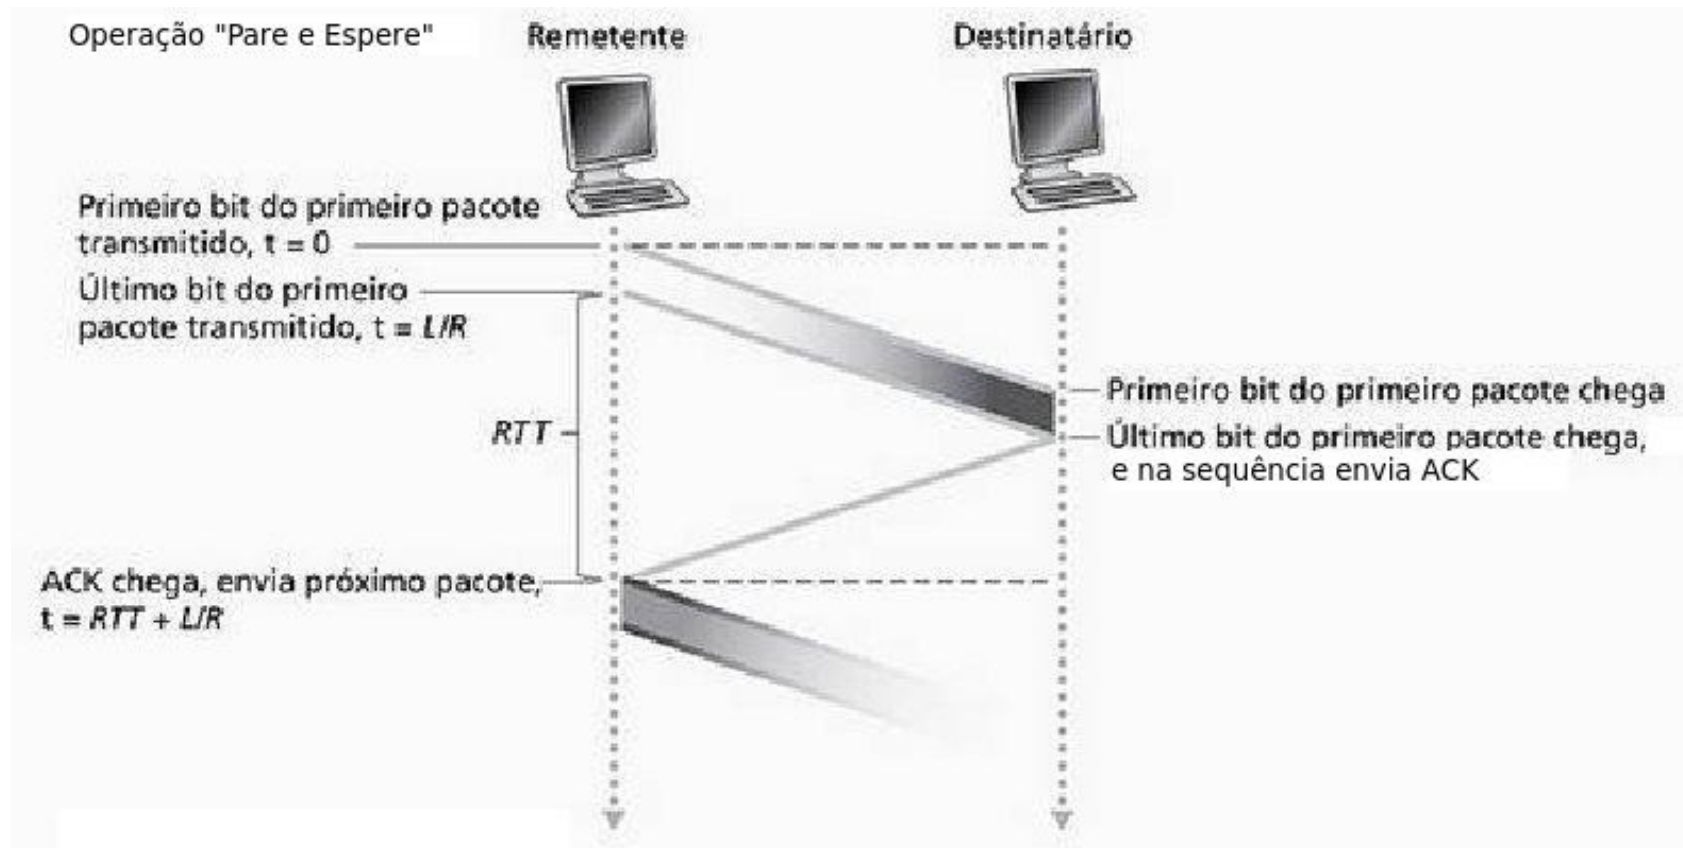 Operação "Pare e Espere"
Remetente
Destinatário
Primeiro bit do primeiro pacote
transmitido, t = 0
Último bit do primeiro
pacote transmitido, t = L/R
RTT
Primeiro bit do primeiro pacote chega
Último bit do primeiro pacote chega,
e na sequência envia ACK
ACK chega, envia próximo pacote,
t = RTT + L/R